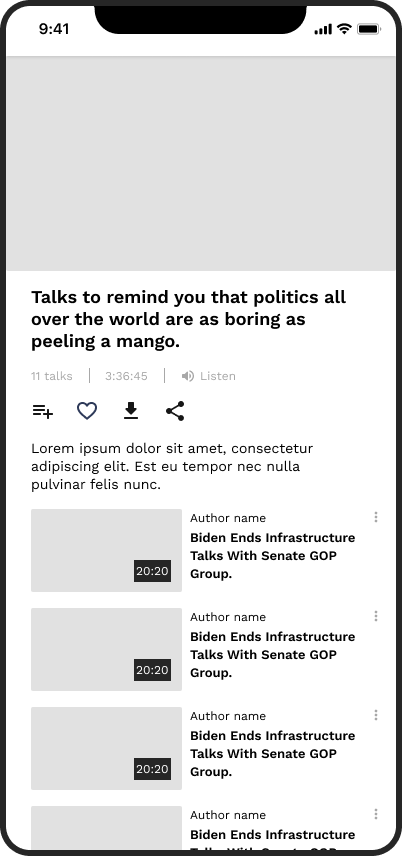 9:41
Talks to remind you that politics all
over the world are as boring as
peeling a mango.
11 talks
3:36:45
Listen
Lorem ipsum dolor sit amet, consectetur
adipiscing elit. Est eu tempor nec nulla
pulvinar felis nunc.
20:20
Author name
Biden Ends Infrastructure
Talks With Senate GOP
Group.
20:20
Author name
Biden Ends Infrastructure
Talks With Senate GOP
Group.
20:20
Author name
Biden Ends Infrastructure
Talks With Senate GOP
Group.
Author name
Biden Ends Infrastructure
Talks With Senate GOP